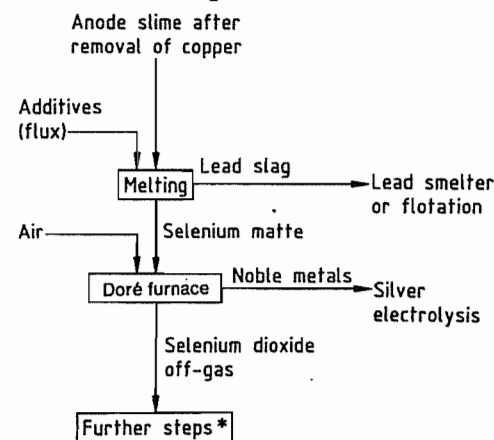 Anode slime after
removal of copper
Additives
(flux)
Lead slag
Melting
Lead smelter
or flotation
Air
Selenium matte
Noble metals
Doré furnace
Silver
electrolysis
Selenium dioxide
off-gas
Further steps*